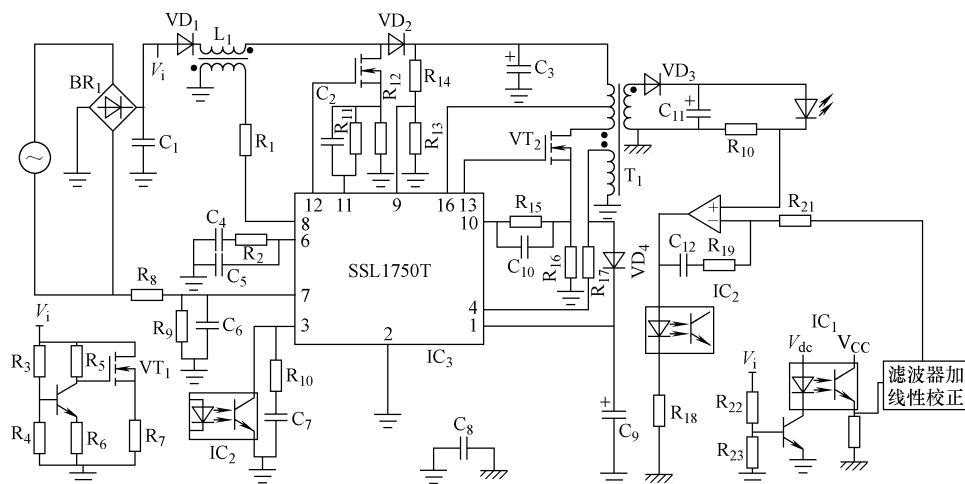 VD1
L1
VD2
Vi
BR1
C1
R1
C2
R11
R12
R14
R13
C3
VD3
C11
R10
VT2
T1
12
11
9
16
13
10
8
6
7
3
2
4
1
SSL1750T
IC3
C4
R2
C5
R8
R9
C6
R15
C10
R16
R17
VD4
R21
C12
R19
IC2
Vi
R3
R5
VT1
R4
R6
R7
IC2
R10
C7
C8
C9
R18
IC1
Vdc
VCC
Vi
R22
R23
滤波器加
线性校正